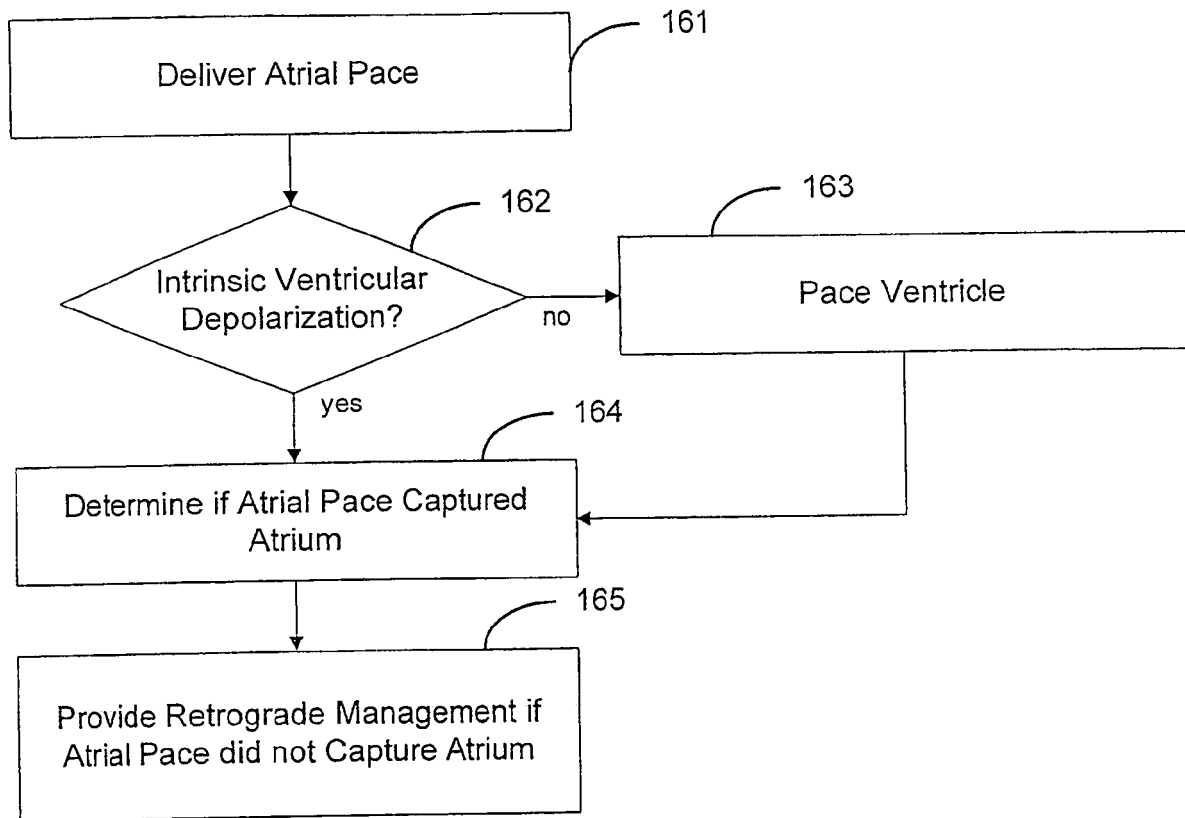 161
Deliver Atrial Pace
162
Intrinsic Ventricular
Depolarization?
no
yes
163
Pace Ventricle
164
Determine if Atrial Pace Captured
Atrium
165
Provide Retrograde Management if
Atrial Pace did not Capture Atrium